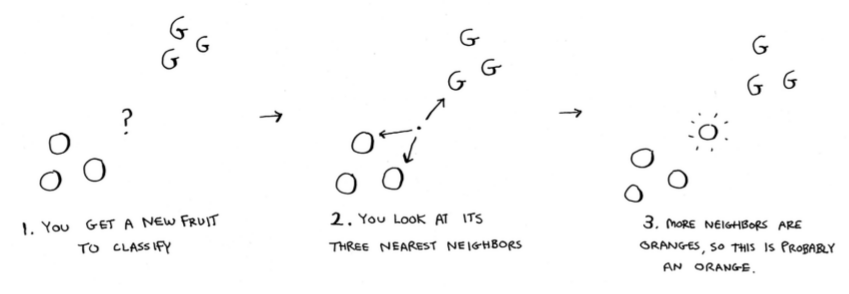 G
G
G
?
1. YOU GET A NEW FRUIT
TO CLASSIFY
→
G
G
G
2. YOU LOOK AT ITS
THREE NEAREST NEIGHBORS
→
G
G
G
3. MORE NEIGHBORS ARE
ORANGES, SO THIS IS PROBABLY
AN ORANGE.